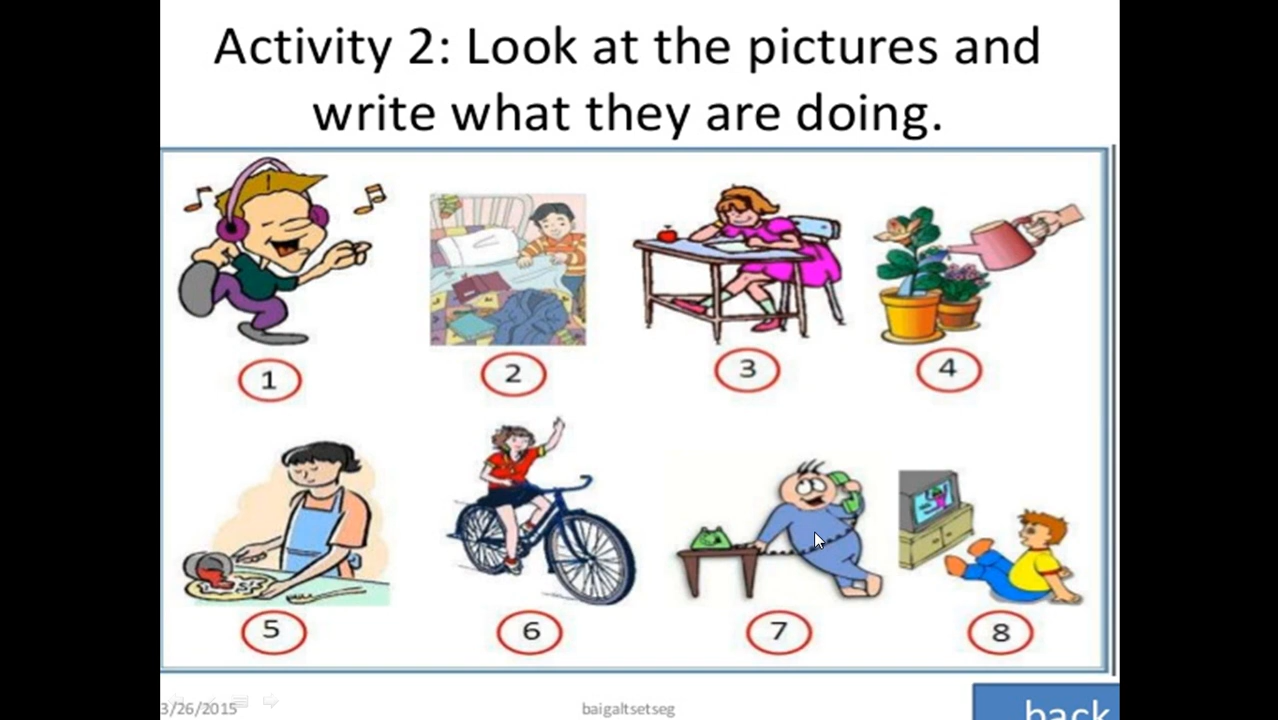 Activity 2: Look at the pictures and
write what they are doing.
1
2
3
4
5
6
7
8
3/26/2015
baigaltsetseg
back